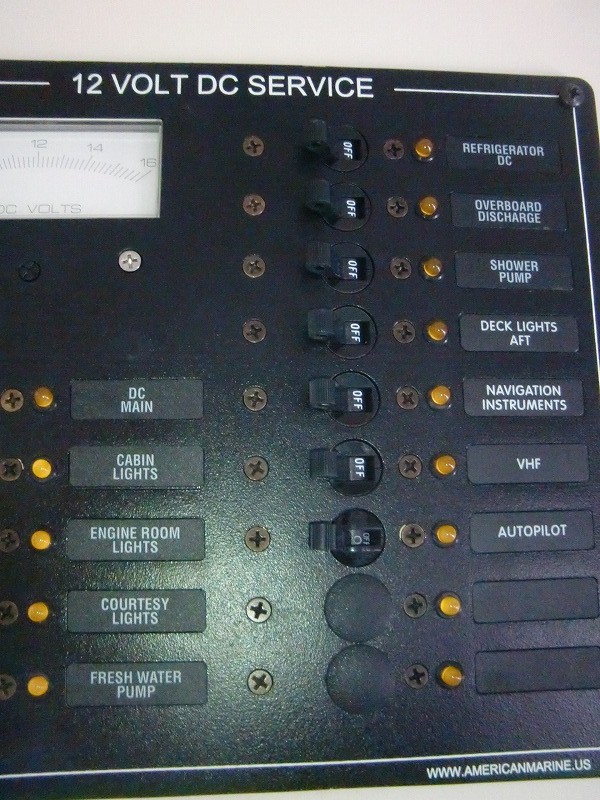 12 VOLT DC SERVICE
12 14 16
DC VOLTS
OFF
REFRIGERATOR
DC
OFF
OVERBOARD
DISCHARGE
OFF
SHOWER
PUMP
OFF
DECK LIGHTS
AFT
DC
MAIN
OFF
NAVIGATION
INSTRUMENTS
CABIN
LIGHTS
OFF
VHF
ENGINE ROOM
LIGHTS
OFF
AUTOPILOT
COURTESY
LIGHTS
FRESH WATER
PUMP
WWW.AMERICANMARINE.US